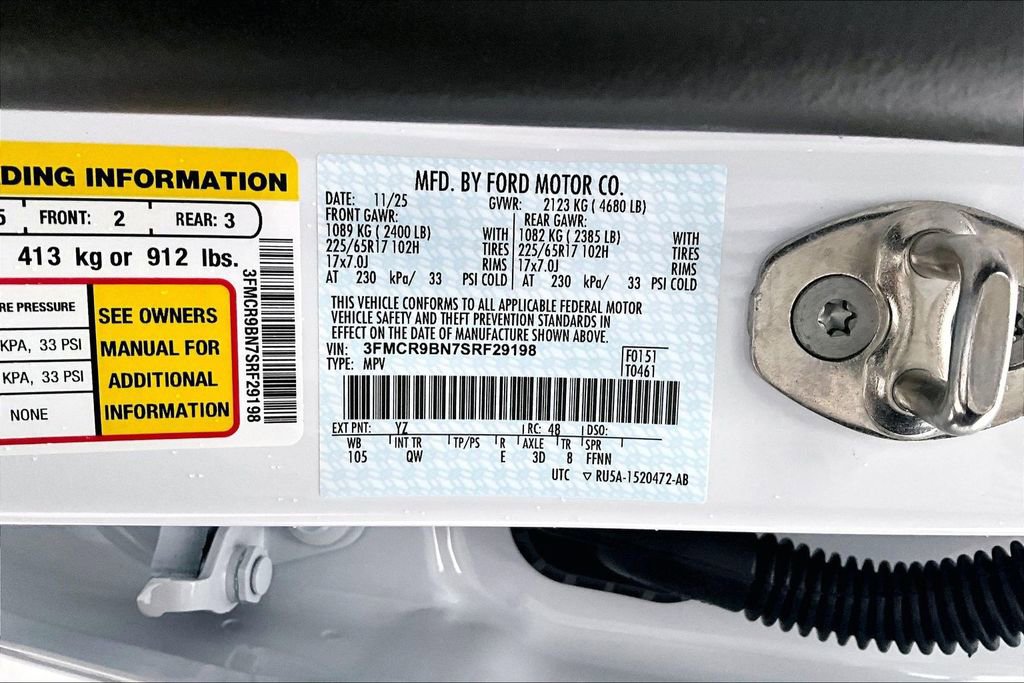 DING INFORMATION
5 FRONT: 2 REAR: 3
413 kg or 912 lbs.
RE PRESSURE
KPA, 33 PSI
KPA, 33 PSI
NONE
SEE OWNERS
MANUAL FOR
ADDITIONAL
INFORMATION
3FMCR9BN7SRF29198
MFD. BY FORD MOTOR CO.
DATE: 11/25 GVWR: 2123 KG ( 4680 LB)
FRONT GAWR: REAR GAWR:
1089 KG ( 2400 LB) WITH 1082 KG ( 2385 LB) WITH
225/65R17 102H TIRES 225/65R17 102H TIRES
17x7.0J RIMS 17x7.0J RIMS
AT 230 kPa/ 33 PSI COLD AT 230 kPa/ 33 PSI COLD
THIS VEHICLE CONFORMS TO ALL APPLICABLE FEDERAL MOTOR
VEHICLE SAFETY AND THEFT PREVENTION STANDARDS IN
EFFECT ON THE DATE OF MANUFACTURE SHOWN ABOVE.
VIN: 3FMCR9BN7SRF29198 F0151
TYPE: MPV T0461
EXT PNT: YZ RC: 48 DSO:
WB INT TR TP/PS R AXLE TR SPR
105 QW E 3D 8 FFNN
UTC ▽ RU5A-1520472-AB